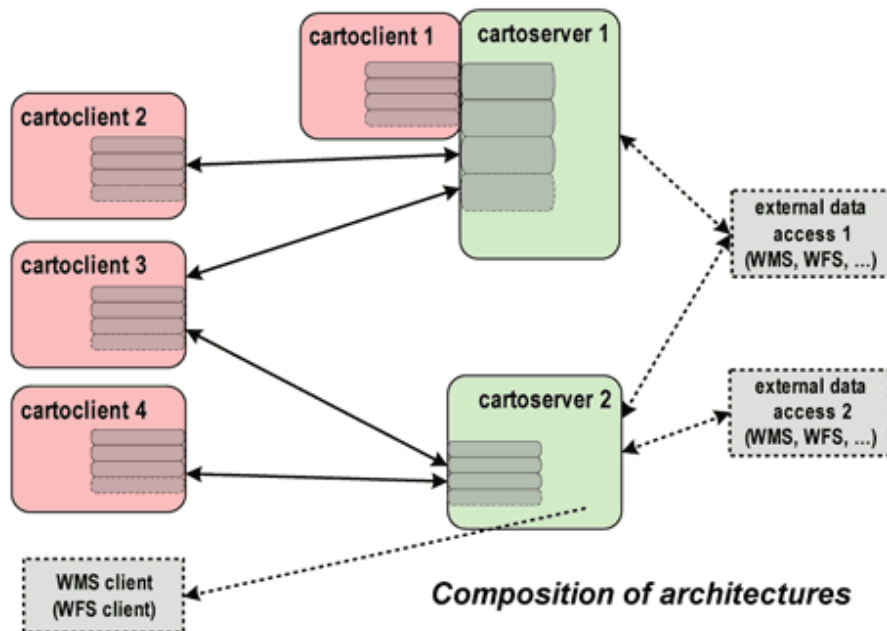 cartoclient 1
cartoserver 1
cartoclient 2
external data
access 1
(WMS, WFS, ...)
cartoclient 3
cartoserver 2
external data
access 2
(WMS, WFS, ...)
cartoclient 4
WMS client
(WFS client)
Composition of architectures